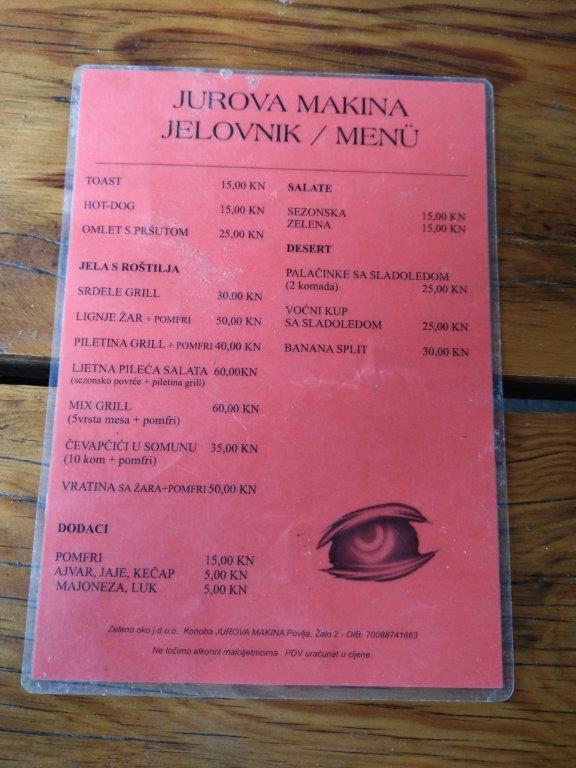 JUROVA MAKINA
JELOVNIK / MENÜ
TOAST 15,00 KN
HOT-DOG 15,00 KN
OMLET S PRŠUTOM 25,00 KN
JELA S ROŠTILJA
SRDELE GRILL 30,00 KN
LIGNJE ŽAR + POMFRI 50,00 KN
PILETINA GRILL + POMFRI 40,00 KN
LJETNA PILEĆA SALATA 60,00KN
(sezonsko povrće + piletina grill)
MIX GRILL 60,00 KN
(5vrsta mesa + pomfri)
ČEVAPČIĆI U SOMUNU 35,00 KN
(10 kom + pomfri)
VRATINA SA ŽARA+POMFRI 50,00 KN
DODACI
POMFRI 15,00 KN
AJVAR, JAJE, KEČAP 5,00 KN
MAJONEZA, LUK 5,00 KN
SALATE
SEZONSKA 15,00 KN
ZELENA 15,00 KN
DESERT
PALAČINKE SA SLADOLEDOM
(2 komada) 25,00 KN
VOĆNI KUP
SA SLADOLEDOM 25,00 KN
BANANA SPLIT 30,00 KN
Zeleno oko j.d.o.o. Konoba JUROVA MAKINA Povlja, Žalo 2 - OIB: 70088741663
Ne točimo alkohol maloljetnicima PDV uračunat u cijene.